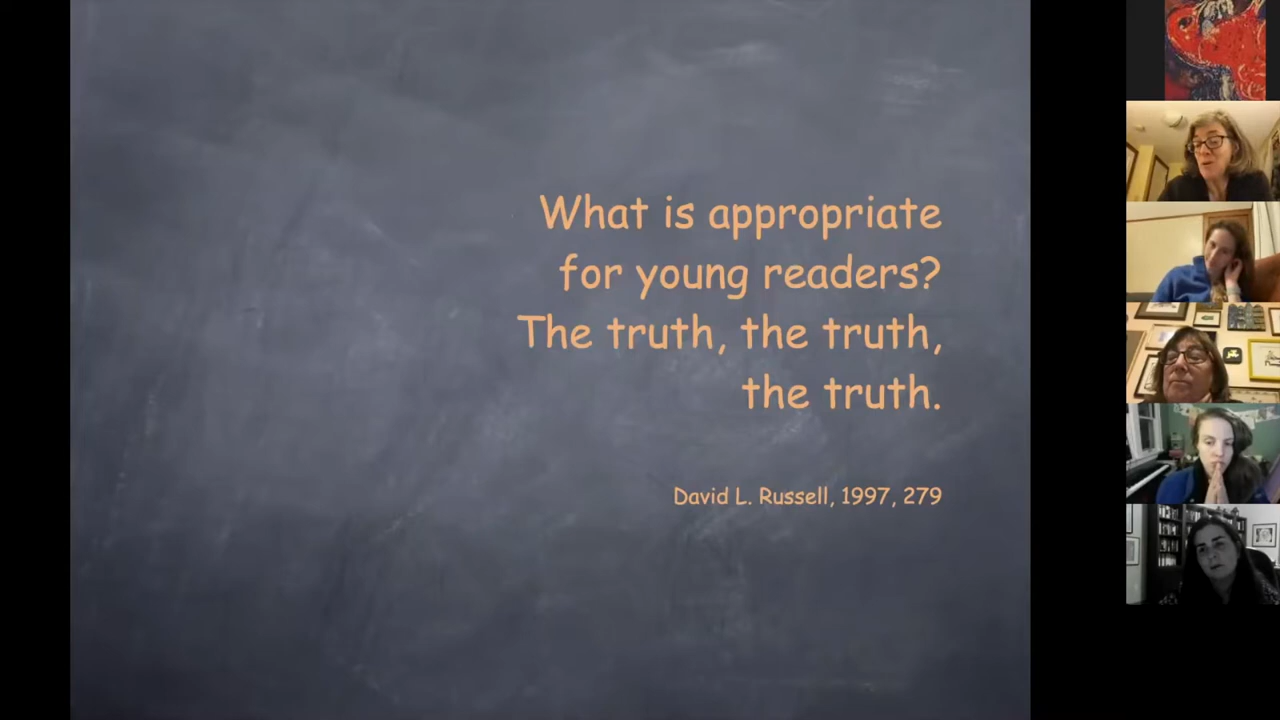 What is appropriate
for young readers?
The truth, the truth,
the truth.
David L. Russell, 1997, 279